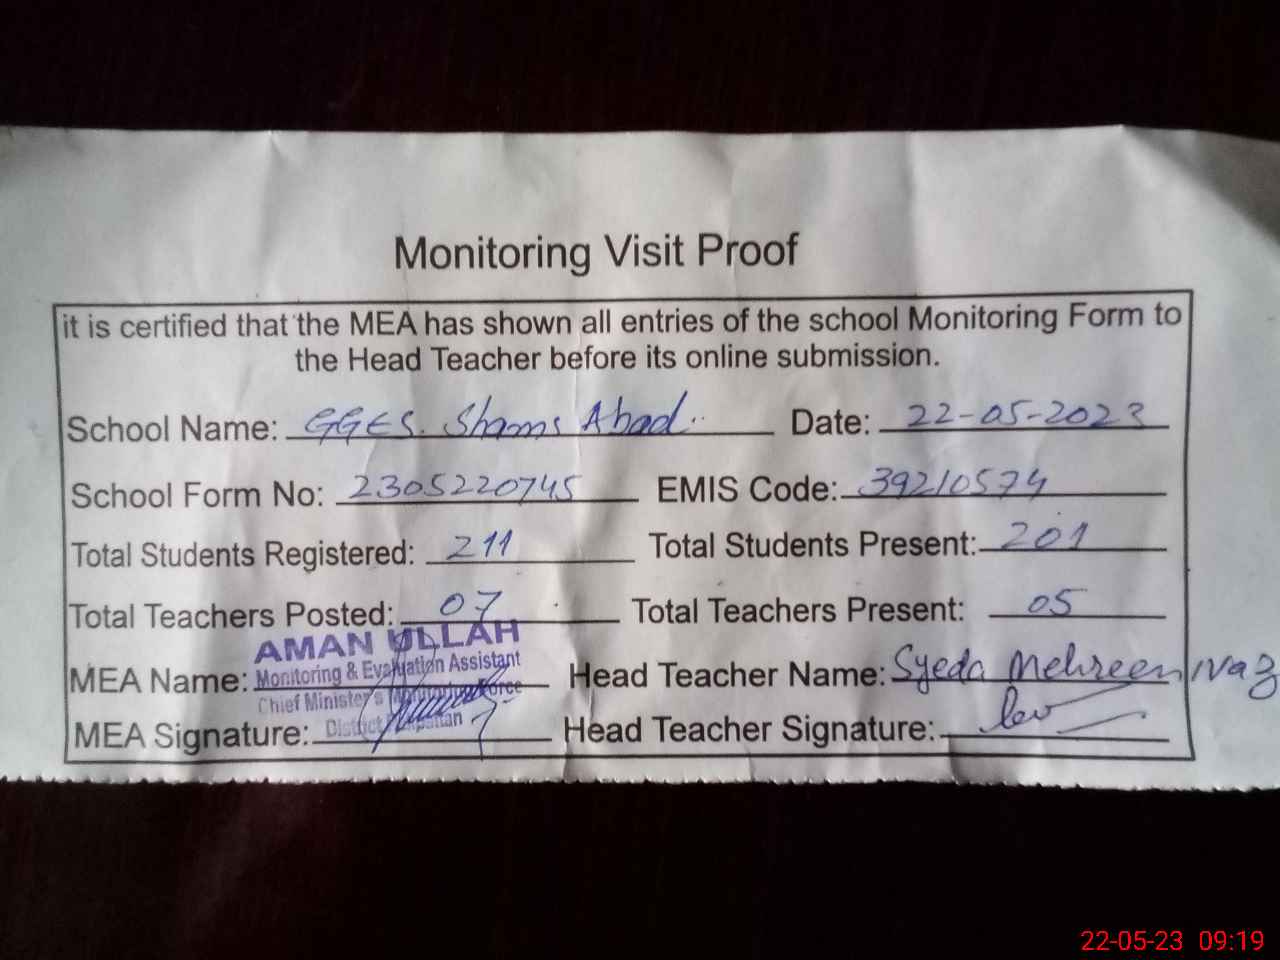 Monitoring Visit Proof
it is certified that the MEA has shown all entries of the school Monitoring Form to
the Head Teacher before its online submission.
School Name: GGES. Shams Abad. Date: 22-05-2023
School Form No: 2305220745 EMIS Code: 39210574
Total Students Registered: 211 Total Students Present: 201
Total Teachers Posted: 07 Total Teachers Present: 05
AMAN ULLAH
Monitoring & Evaluation Assistant
MEA Name: Head Teacher Name: Syeda Mehreen Naz
Chief Minister's Monitoring Force
MEA Signature: District Head Teacher Signature:
22-05-23 09:19